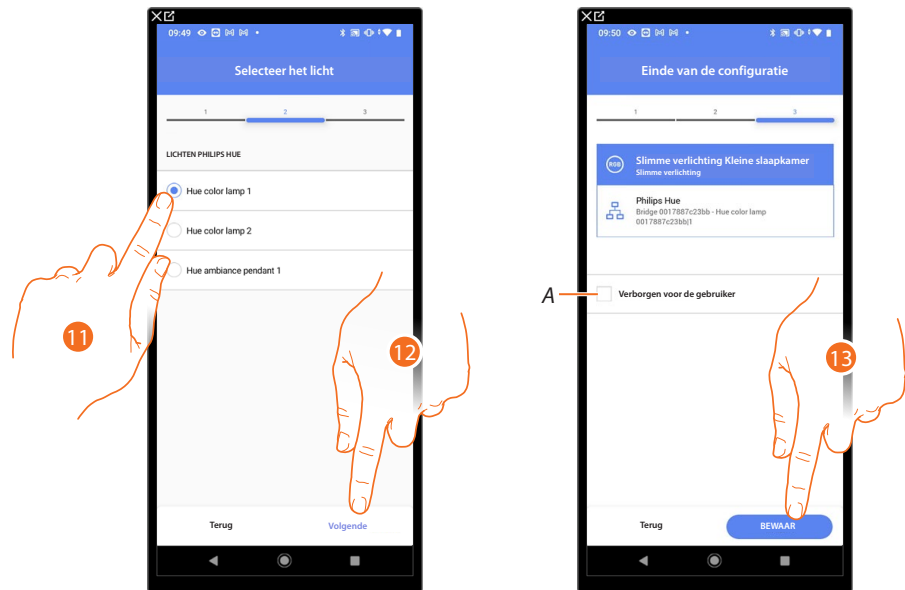 09:49
Selecteer het licht
1 2 3
LICHTEN PHILIPS HUE
Hue color lamp 1
Hue color lamp 2
Hue ambiance pendant 1
11
12
Terug Volgende
09:50
Einde van de configuratie
1 2 3
RGB
Slimme verlichting Kleine slaapkamer
Slimme verlichting
Philips Hue
Bridge 0017887c23bb - Hue color lamp
0017887c23bb|1
A
Verborgen voor de gebruiker
13
Terug BEWAAR